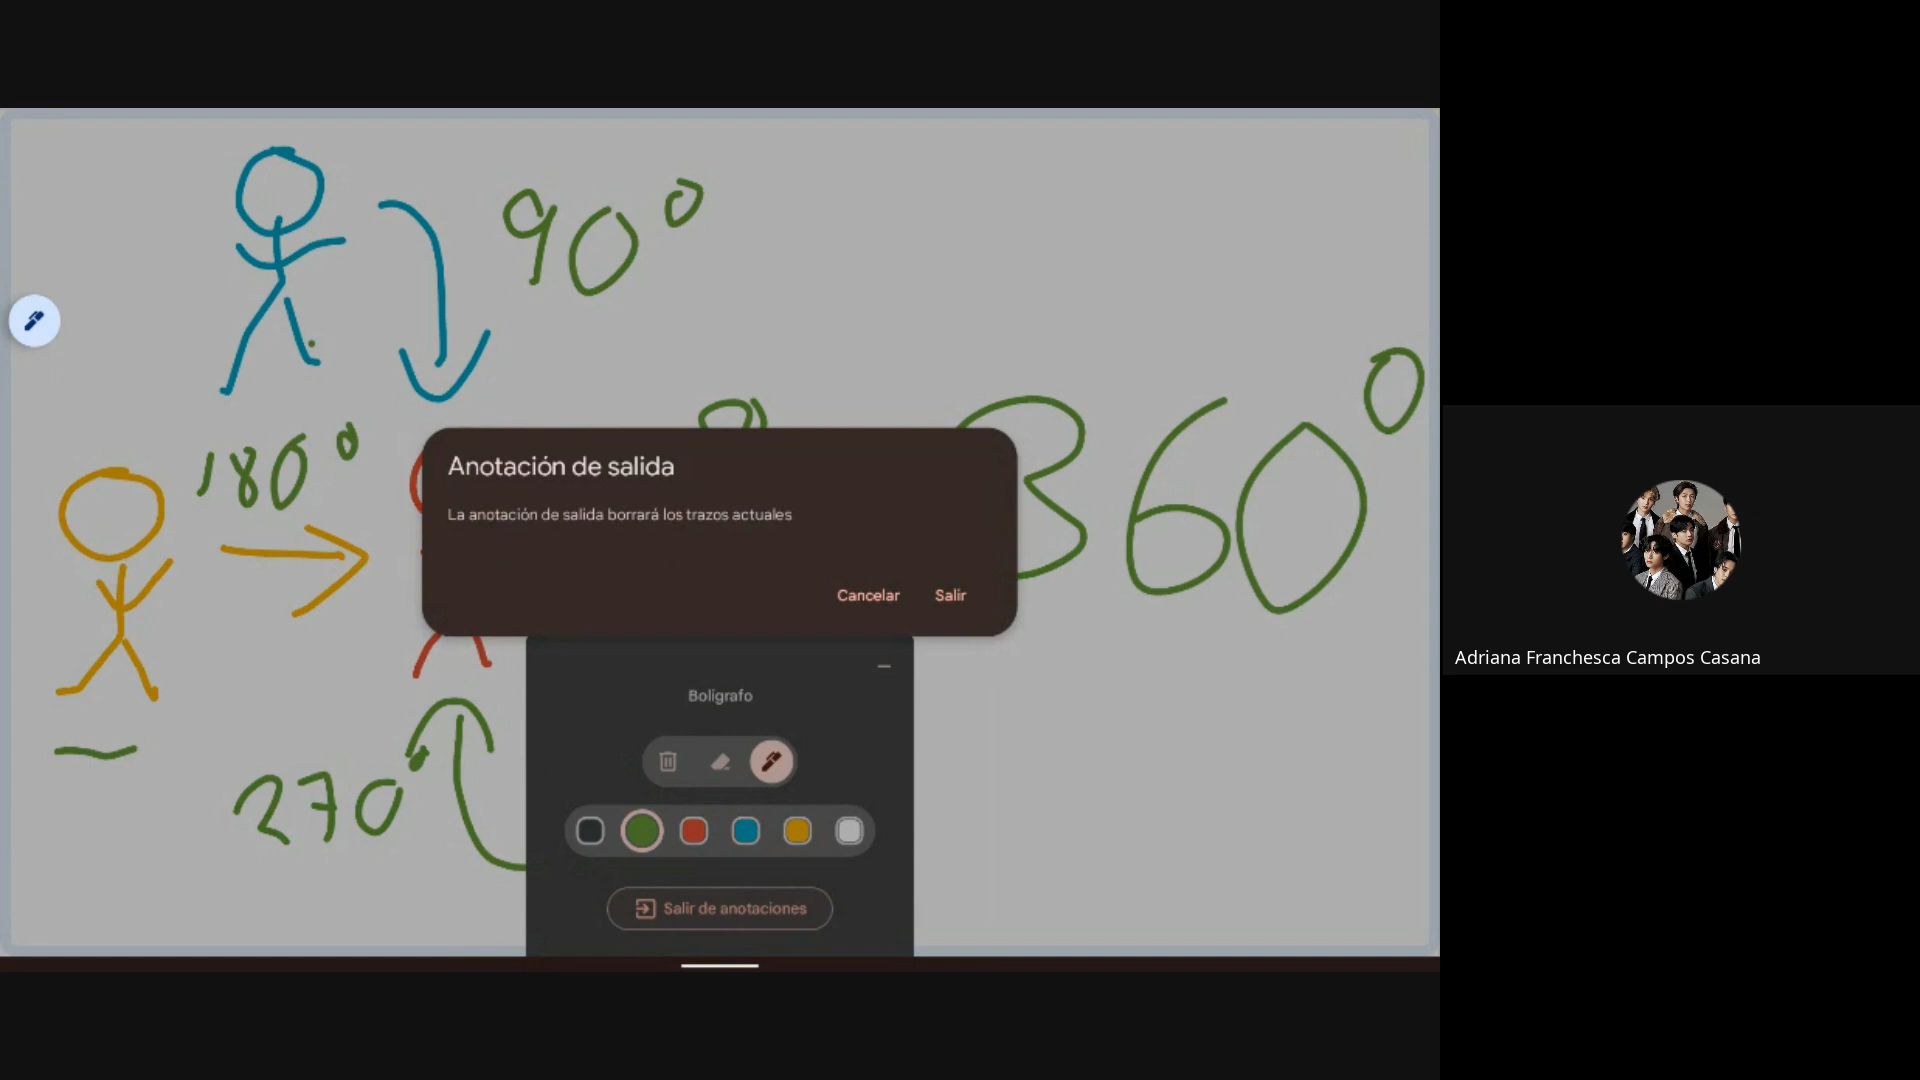 90°
180°
360°
Anotación de salida
La anotación de salida borrará los trazos actuales
Cancelar Salir
Bolígrafo
270°
Salir de anotaciones
Adriana Franchesca Campos Casana